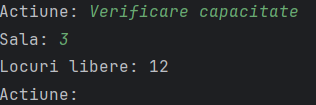 Actiune: Verificare capacitate
Sala: 3
Locuri libere: 12
Actiune: